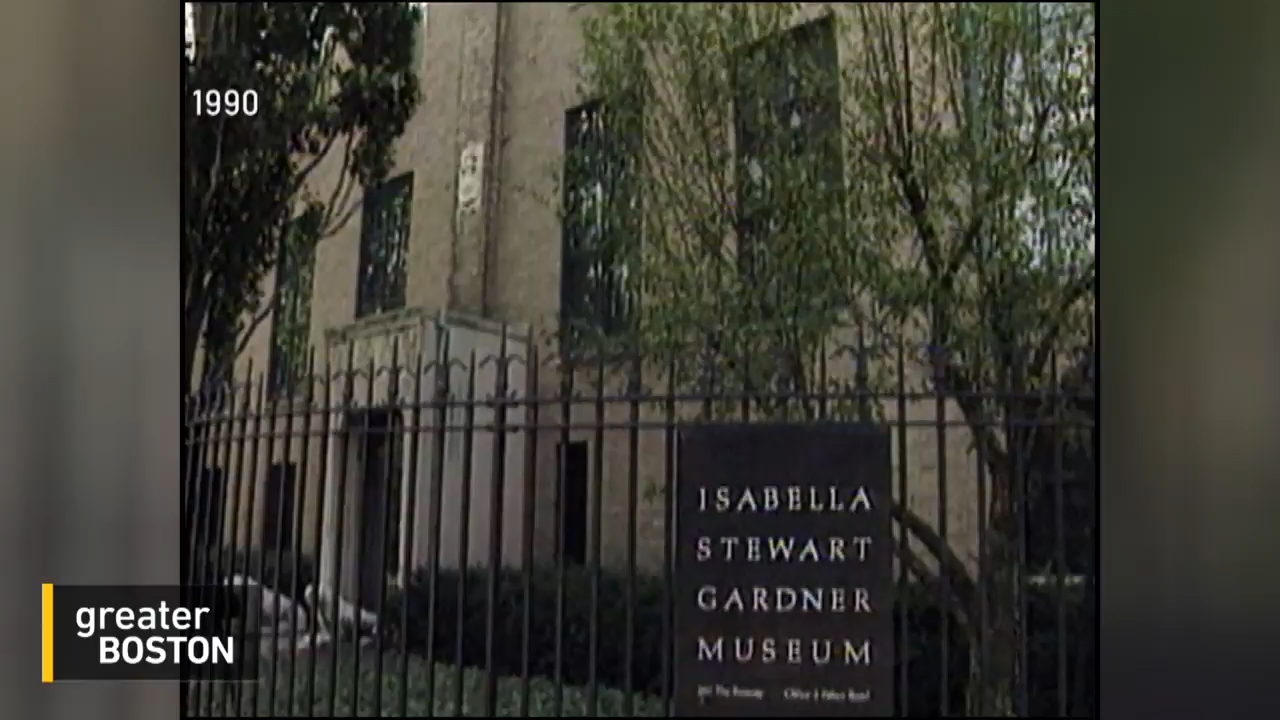 1990
ISABELLA
STEWART
GARDNER
MUSEUM
greater
BOSTON